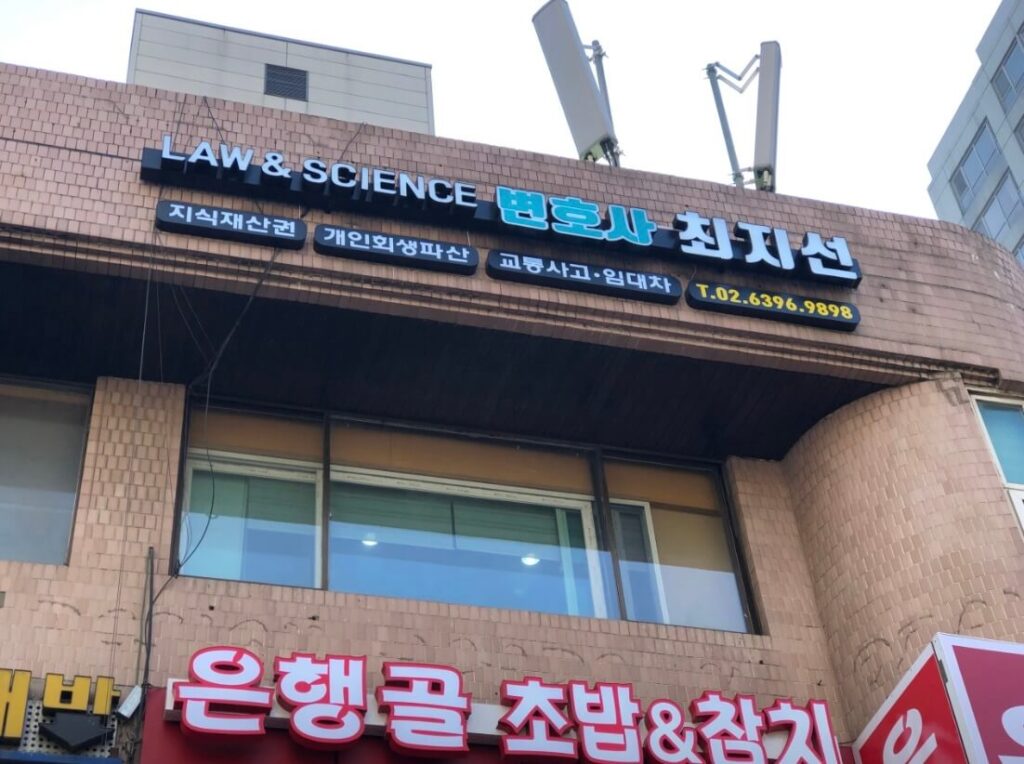 LAW & SCIENCE 변호사 최지선
지식재산권 개인회생파산 교통사고·임대차 T.02.6396.9898
은행골 초밥&참치